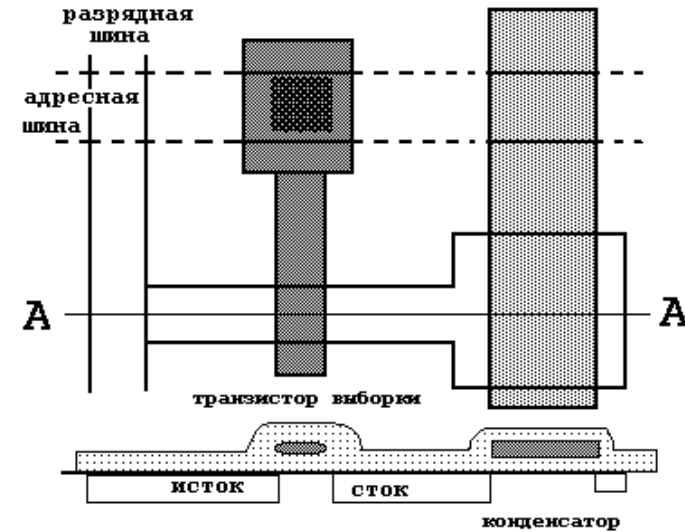 разрядная
шина
адресная
шина
А А
транзистор выборки
исток сток
конденсатор